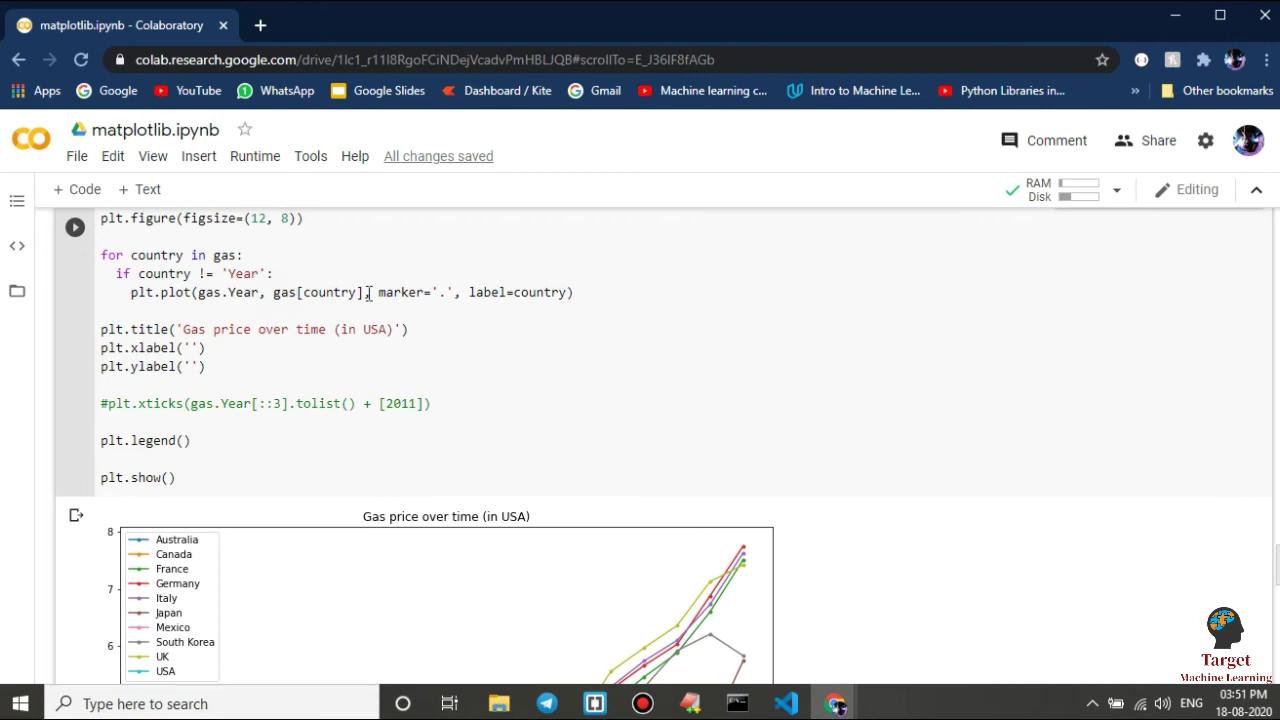 matplotlib.ipynb - Colaboratory
colab.research.google.com/drive/1lc1_r11I8RgoFCiNDejVcadvPmHBLJQB#scrollTo=E_J36IF8fAGb
Apps Google YouTube WhatsApp Google Slides Dashboard / Kite Gmail Machine learning c... Intro to Machine Le... Python Libraries in... » Other bookmarks
CO matplotlib.ipynb
Comment Share
File Edit View Insert Runtime Tools Help All changes saved
+ Code + Text
RAM
Disk
Editing
plt.figure(figsize=(12, 8))
for country in gas:
if country != 'Year':
plt.plot(gas.Year, gas[country], marker='.', label=country)
plt.title('Gas price over time (in USA)')
plt.xlabel('')
plt.ylabel('')
#plt.xticks(gas.Year[::3].tolist() + [2011])
plt.legend()
plt.show()
Gas price over time (in USA)
8
7
6
Australia
Canada
France
Germany
Italy
Japan
Mexico
South Korea
UK
USA
Target
Machine Learning
Type here to search
ENG
03:51 PM
18-08-2020